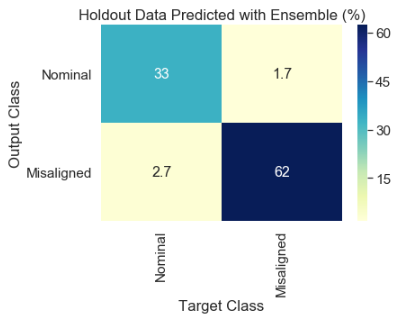 Holdout Data Predicted with Ensemble (%)
Output Class
Nominal
Misaligned
33
1.7
2.7
62
60
45
30
15
Nominal
Misaligned
Target Class